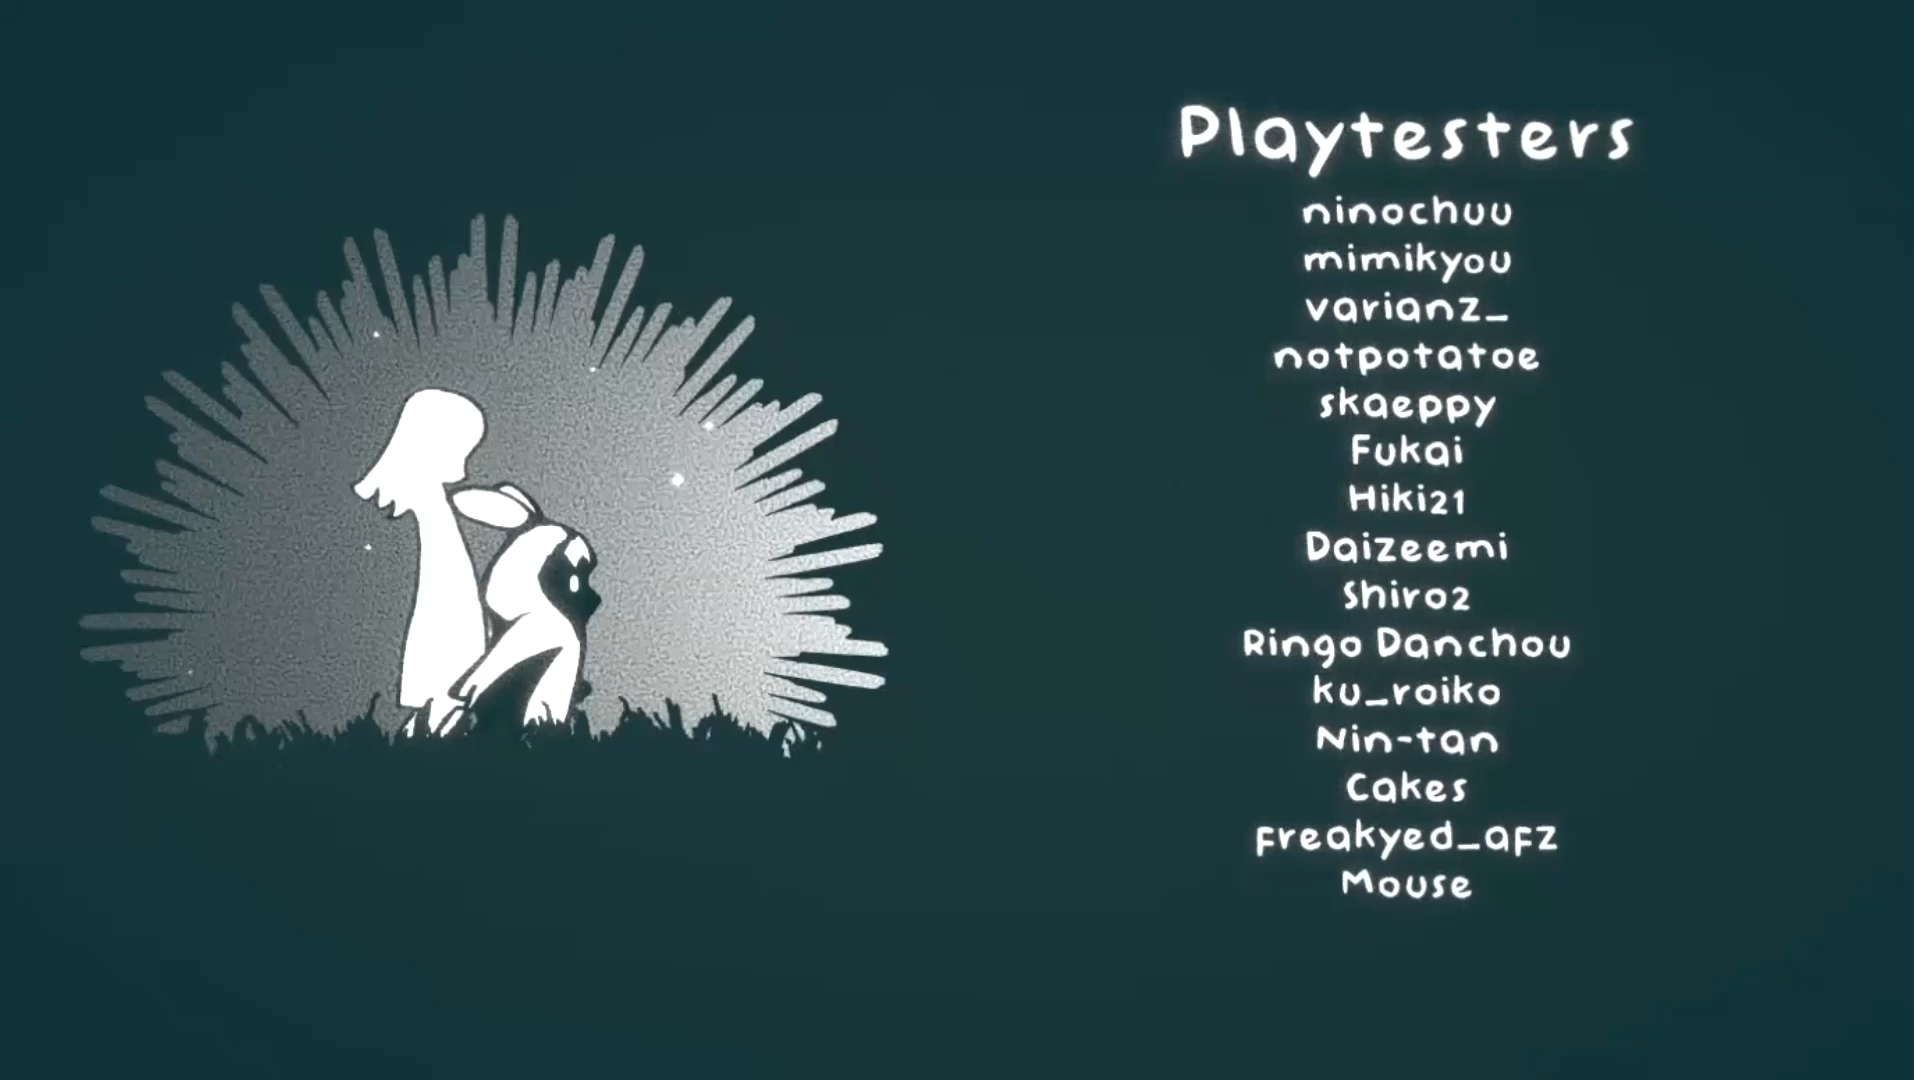 Playtesters
ninochuu
mimikyou
varianz_
notpotatoe
skaeppy
Fukai
Hiki21
Daizeemi
Shiro2
Ringo Danchou
ku_roiko
Nin-tan
Cakes
freakyed_afz
Mouse